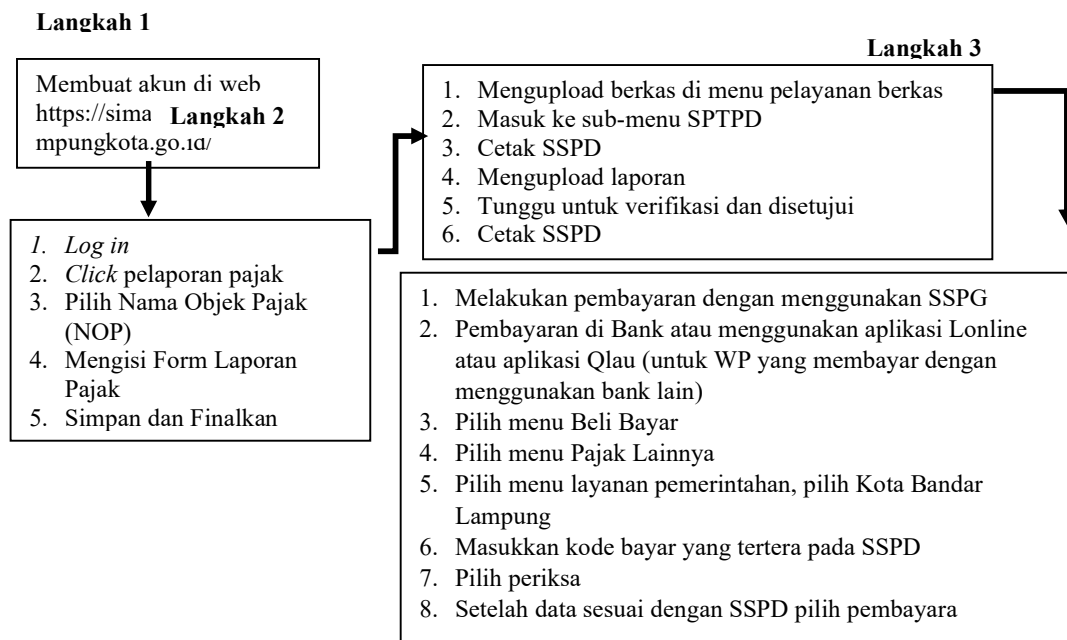 Langkah 1
Membuat akun di web
https://sima
Langkah 2
mpungkota.go.id/
1. Log in
2. Click pelaporan pajak
3. Pilih Nama Objek Pajak
(NOP)
4. Mengisi Form Laporan
Pajak
5. Simpan dan Finalkan
Langkah 3
1. Mengupload berkas di menu pelayanan berkas
2. Masuk ke sub-menu SPTPD
3. Cetak SSPD
4. Mengupload laporan
5. Tunggu untuk verifikasi dan disetujui
6. Cetak SSPD
1. Melakukan pembayaran dengan menggunakan SSPG
2. Pembayaran di Bank atau menggunakan aplikasi Lonline
atau aplikasi Qlau (untuk WP yang membayar dengan
menggunakan bank lain)
3. Pilih menu Beli Bayar
4. Pilih menu Pajak Lainnya
5. Pilih menu layanan pemerintahan, pilih Kota Bandar
Lampung
6. Masukkan kode bayar yang tertera pada SSPD
7. Pilih periksa
8. Setelah data sesuai dengan SSPD pilih pembayara